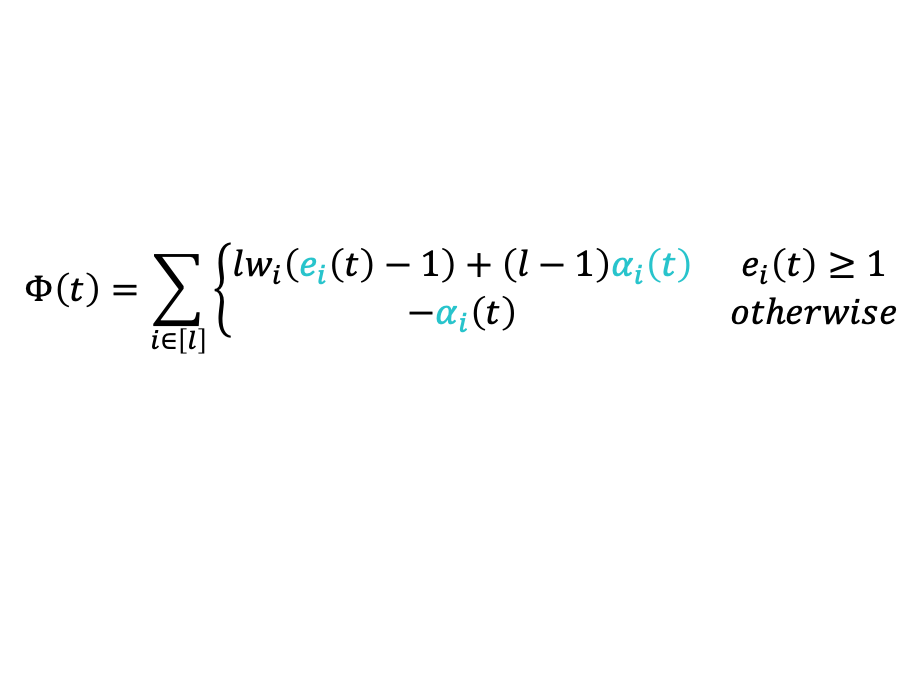 Φ(t) = ∑_{i∈[l]} { lw_i(e_i(t) − 1) + (l − 1)α_i(t)   e_i(t) ≥ 1
−α_i(t)   otherwise